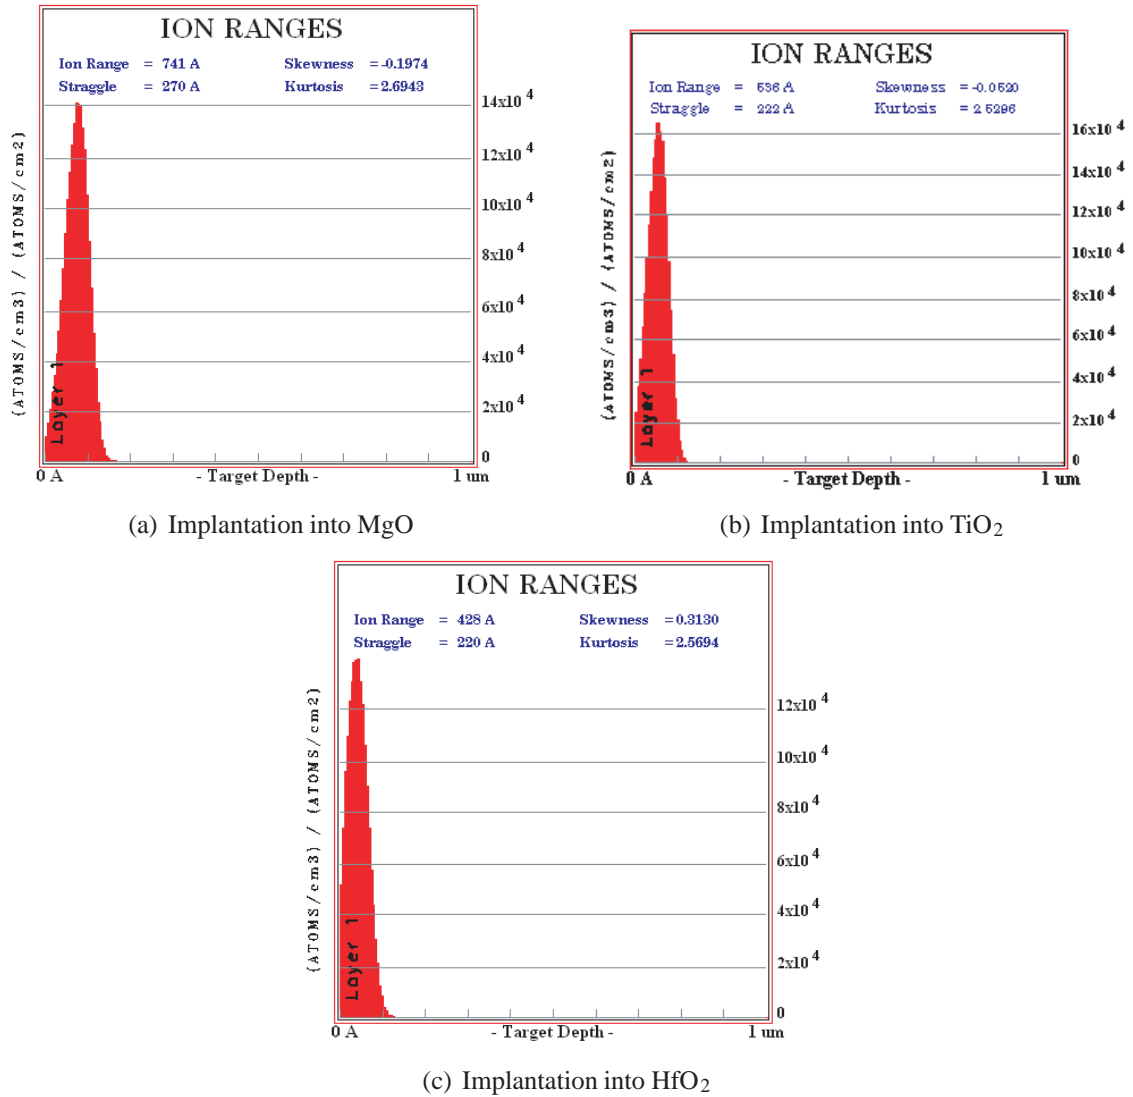 ION RANGES
Ion Range = 741 A Skewness =-0.1974
Straggle = 270 A Kurtosis =2.6943
(ATOMS/cm3) / (ATOMS/cm2)
14x10 4
12x10 4
10x10 4
8x10 4
6x10 4
4x10 4
2x10 4
0
Layer 1
0 A - Target Depth - 1 um
(a) Implantation into MgO
ION RANGES
Ion Range = 536 A Skewness =-0.0520
Straggle = 222 A Kurtosis =2.5296
(ATOMS/cm3) / (ATOMS/cm2)
16x10 4
14x10 4
12x10 4
10x10 4
8x10 4
6x10 4
4x10 4
2x10 4
0
Layer 1
0 A - Target Depth - 1 um
(b) Implantation into TiO2
ION RANGES
Ion Range = 428 A Skewness =0.3130
Straggle = 220 A Kurtosis =2.5694
(ATOMS/cm3) / (ATOMS/cm2)
12x10 4
10x10 4
8x10 4
6x10 4
4x10 4
2x10 4
0
Layer 1
0 A - Target Depth - 1 um
(c) Implantation into HfO2